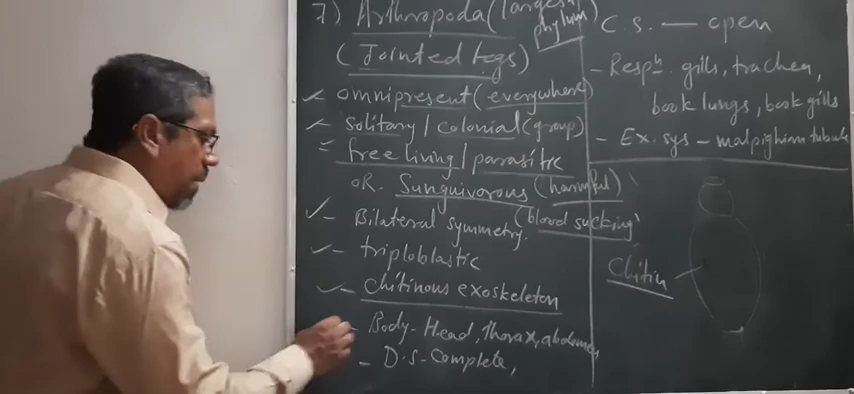 7) Arthropoda (largest phylum)
(Jointed legs)
omnipresent (everywhere)
solitary / colonial (group)
= free living / parasitic
OR - Sunguivorous (harmful)
(blood sucking)
- Bilateral symmetry.
- triploblastic
- chitinous exoskeleton
- Body - Head, Thorax, abdomen
- D.S - Complete,
C.S. — open
- Respn. gills, trachea,
book lungs, book gills
- Ex. sys - malpighian tubule
Chitin